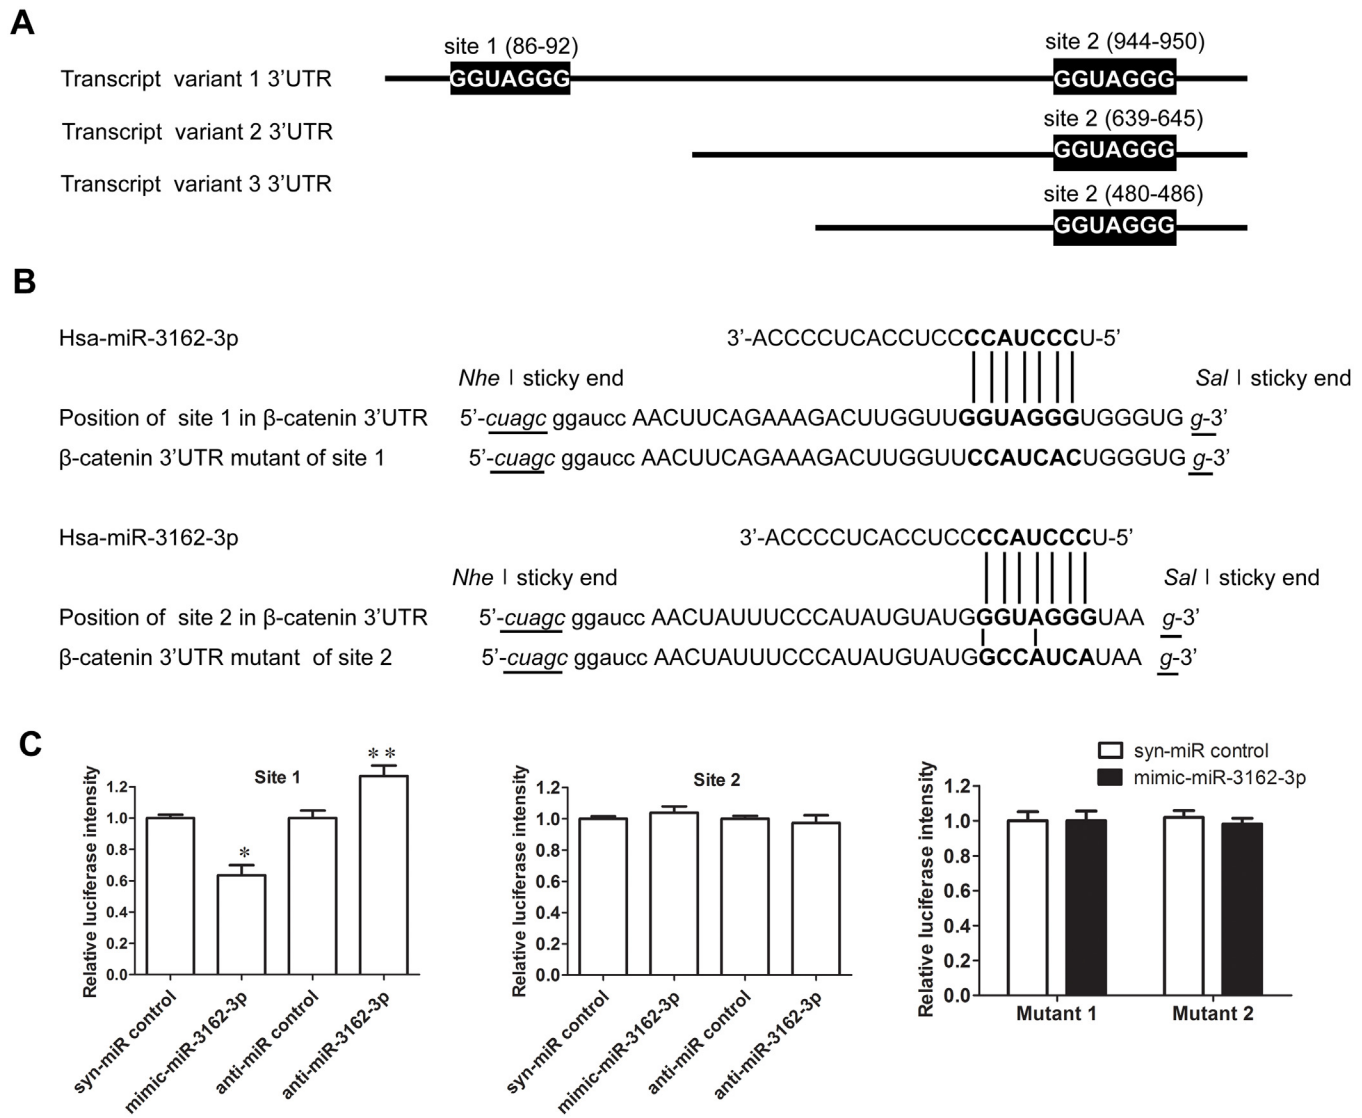 A
site 1 (86-92)
site 2 (944-950)
Transcript variant 1 3’UTR
GGUAGGG
GGUAGGG
site 2 (639-645)
Transcript variant 2 3’UTR
GGUAGGG
Transcript variant 3 3’UTR
site 2 (480-486)
GGUAGGG
B
Hsa-miR-3162-3p
3’-ACCCCUCACCUCCCCAUCCCU-5’
Nhe I sticky end
Sal I sticky end
Position of site 1 in β-catenin 3’UTR
5’-cuagc ggaucc AACUUCAGAAAGACUUGGUUGGUAGGGUGGGUG g-3’
β-catenin 3’UTR mutant of site 1
5’-cuagc ggaucc AACUUCAGAAAGACUUGGUUCCAUCACUGGGUG g-3’
Hsa-miR-3162-3p
3’-ACCCCUCACCUCCCCAUCCCU-5’
Nhe I sticky end
Sal I sticky end
Position of site 2 in β-catenin 3’UTR
5’-cuagc ggaucc AACUAUUUCCCAUAUGUAUGGGUAGGGUAA g-3’
β-catenin 3’UTR mutant of site 2
5’-cuagc ggaucc AACUAUUUCCCAUAUGUAUGGCCAUCAUAA g-3’
C
Relative luciferase intensity
Site 1
**
*
1.2
1.0
0.8
0.6
0.4
0.2
0.0
syn-miR control
mimic-miR-3162-3p
anti-miR control
anti-miR-3162-3p
Relative luciferase intensity
Site 2
1.2
1.0
0.8
0.6
0.4
0.2
0.0
syn-miR control
mimic-miR-3162-3p
anti-miR control
anti-miR-3162-3p
Relative luciferase intensity
syn-miR control
mimic-miR-3162-3p
1.2
1.0
0.8
0.6
0.4
0.2
0.0
Mutant 1
Mutant 2